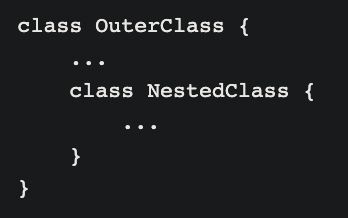 class OuterClass {
    ...
    class NestedClass {
        ...
    }
}